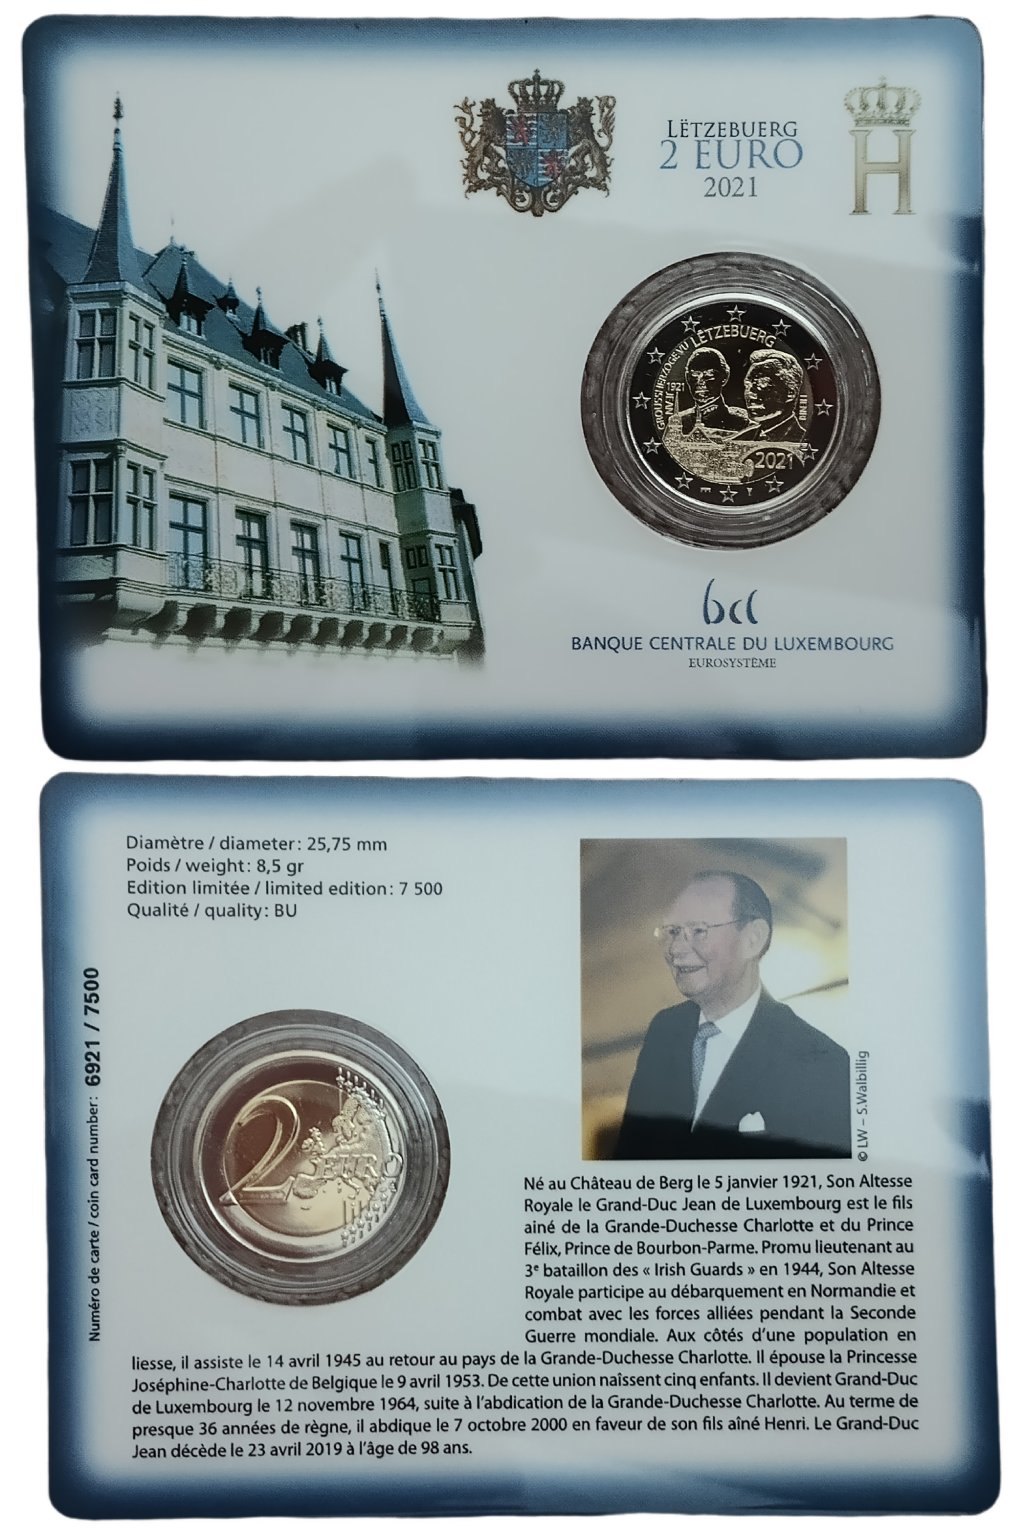 LËTZEBUERG
2 EURO
2021
H
LËTZEBUERG
GROUSSHERZOGEVU
JEAN
1921
HENRI
2021
bcl
BANQUE CENTRALE DU LUXEMBOURG
EUROSYSTÈME
Diamètre / diameter: 25,75 mm
Poids / weight: 8,5 gr
Edition limitée / limited edition: 7 500
Qualité / quality: BU
Numéro de carte / coin card number: 6921 / 7500
2 EURO
© LW – S.Walbillig
Né au Château de Berg le 5 janvier 1921, Son Altesse
Royale le Grand-Duc Jean de Luxembourg est le fils
ainé de la Grande-Duchesse Charlotte et du Prince
Félix, Prince de Bourbon-Parme. Promu lieutenant au
3e bataillon des « Irish Guards » en 1944, Son Altesse
Royale participe au débarquement en Normandie et
combat avec les forces alliées pendant la Seconde
Guerre mondiale. Aux côtés d'une population en
liesse, il assiste le 14 avril 1945 au retour au pays de la Grande-Duchesse Charlotte. Il épouse la Princesse
Joséphine-Charlotte de Belgique le 9 avril 1953. De cette union naîssent cinq enfants. Il devient Grand-Duc
de Luxembourg le 12 novembre 1964, suite à l'abdication de la Grande-Duchesse Charlotte. Au terme de
presque 36 années de règne, il abdique le 7 octobre 2000 en faveur de son fils aîné Henri. Le Grand-Duc
Jean décède le 23 avril 2019 à l'âge de 98 ans.